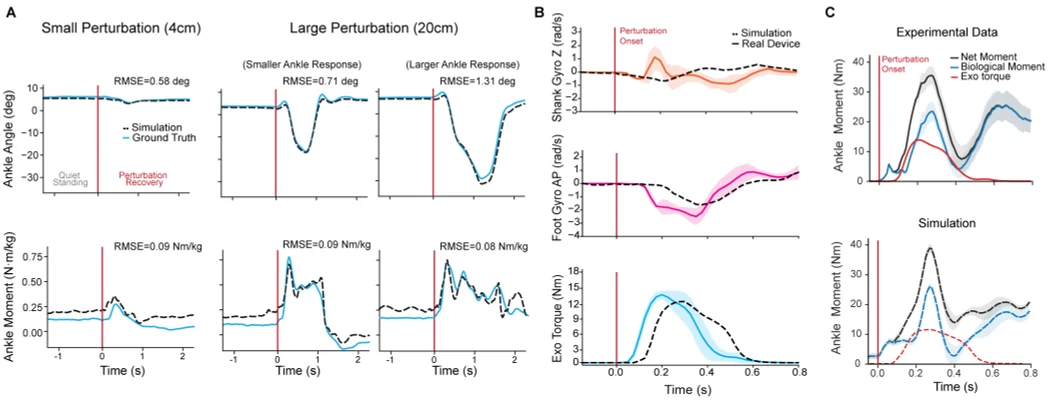 A
Small Perturbation (4cm)
Large Perturbation (20cm)
(Smaller Ankle Response)
(Larger Ankle Response)
RMSE=0.58 deg
RMSE=0.71 deg
RMSE=1.31 deg
Ankle Angle (deg)
10
0
−10
−20
−30
Simulation
Ground Truth
Quiet
Standing
Perturbation
Recovery
RMSE=0.09 Nm/kg
RMSE=0.09 Nm/kg
RMSE=0.08 Nm/kg
Ankle Moment (N·m/kg)
0.75
0.50
0.25
0.00
-1 0 1 2
-1 0 1 2
-1 0 1 2
Time (s)
Time (s)
Time (s)
B
Shank Gyro Z (rad/s)
3
2
1
0
−1
−2
−3
Perturbation
Onset
Simulation
Real Device
Foot Gyro AP (rad/s)
2
1
0
−1
−2
−3
−4
Exo Torque (Nm)
18
15
12
9
6
3
0
0.0 0.2 0.4 0.6 0.8
Time (s)
C
Experimental Data
Ankle Moment (Nm)
40
30
20
10
0
Perturbation
Onset
Net Moment
Biological Moment
Exo torque
Simulation
Ankle Moment (Nm)
40
30
20
10
0
0.0 0.2 0.4 0.6 0.8
Time (s)